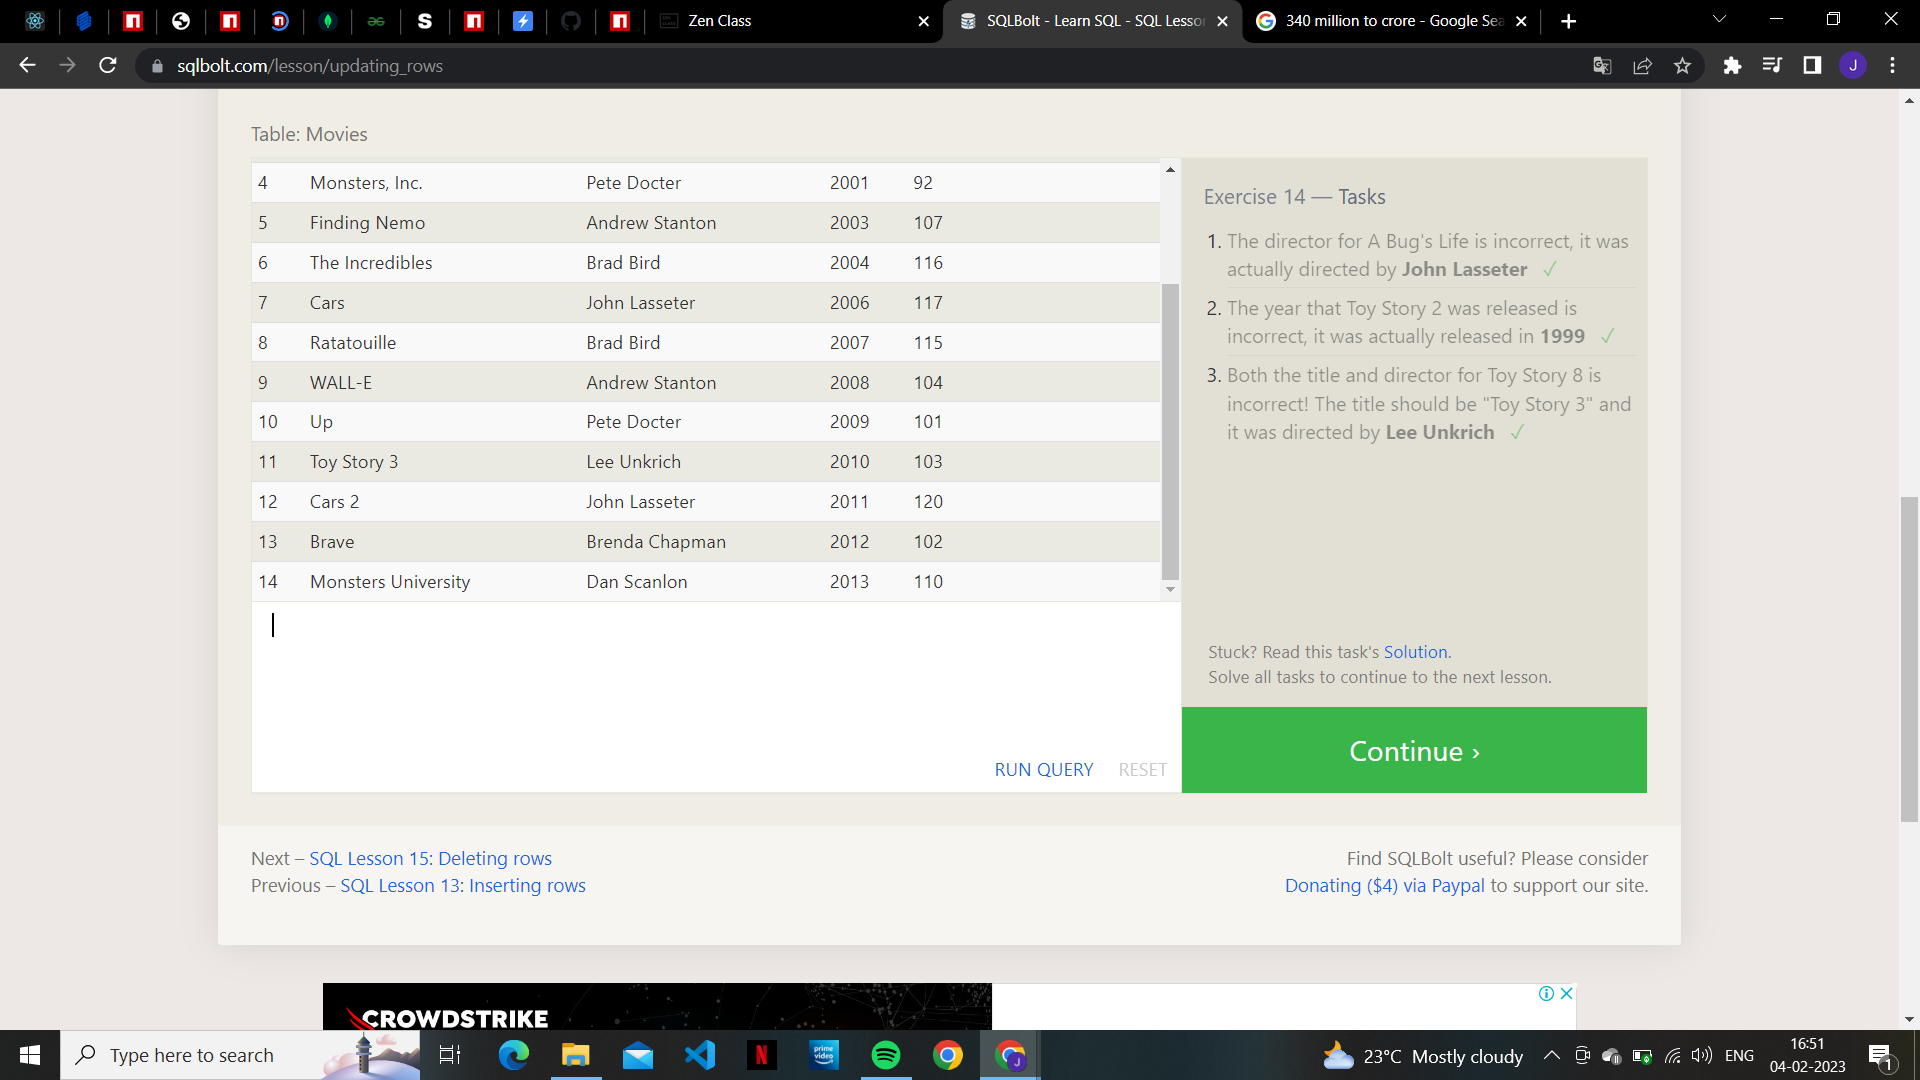 Zen Class
SQLBolt - Learn SQL - SQL Lesso
340 million to crore - Google Sea
sqlbolt.com/lesson/updating_rows
J
Table: Movies
4 Monsters, Inc. Pete Docter 2001 92
5 Finding Nemo Andrew Stanton 2003 107
6 The Incredibles Brad Bird 2004 116
7 Cars John Lasseter 2006 117
8 Ratatouille Brad Bird 2007 115
9 WALL-E Andrew Stanton 2008 104
10 Up Pete Docter 2009 101
11 Toy Story 3 Lee Unkrich 2010 103
12 Cars 2 John Lasseter 2011 120
13 Brave Brenda Chapman 2012 102
14 Monsters University Dan Scanlon 2013 110
RUN QUERY RESET
Exercise 14 — Tasks
1. The director for A Bug's Life is incorrect, it was
actually directed by John Lasseter ✓
2. The year that Toy Story 2 was released is
incorrect, it was actually released in 1999 ✓
3. Both the title and director for Toy Story 8 is
incorrect! The title should be "Toy Story 3" and
it was directed by Lee Unkrich ✓
Stuck? Read this task's Solution.
Solve all tasks to continue to the next lesson.
Continue ›
Next – SQL Lesson 15: Deleting rows
Previous – SQL Lesson 13: Inserting rows
Find SQLBolt useful? Please consider
Donating ($4) via Paypal to support our site.
CROWDSTRIKE
Type here to search
prime video
23°C Mostly cloudy
ENG
16:51
04-02-2023
1